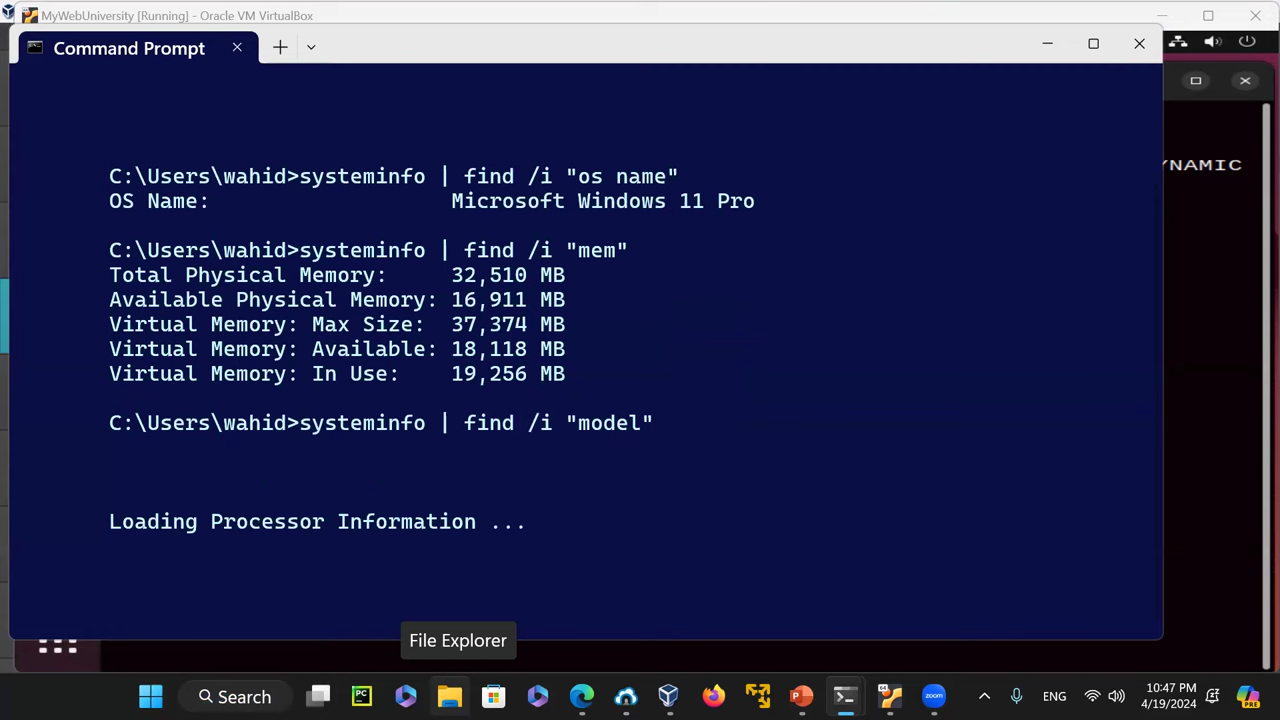 MyWebUniversity [Running] - Oracle VM VirtualBox
Command Prompt
YNAMIC
C:\Users\wahid>systeminfo | find /i "os name"
OS Name: Microsoft Windows 11 Pro
C:\Users\wahid>systeminfo | find /i "mem"
Total Physical Memory: 32,510 MB
Available Physical Memory: 16,911 MB
Virtual Memory: Max Size: 37,374 MB
Virtual Memory: Available: 18,118 MB
Virtual Memory: In Use: 19,256 MB
C:\Users\wahid>systeminfo | find /i "model"
Loading Processor Information ...
File Explorer
Search
PC
zoom
ENG
10:47 PM
4/19/2024
PRE